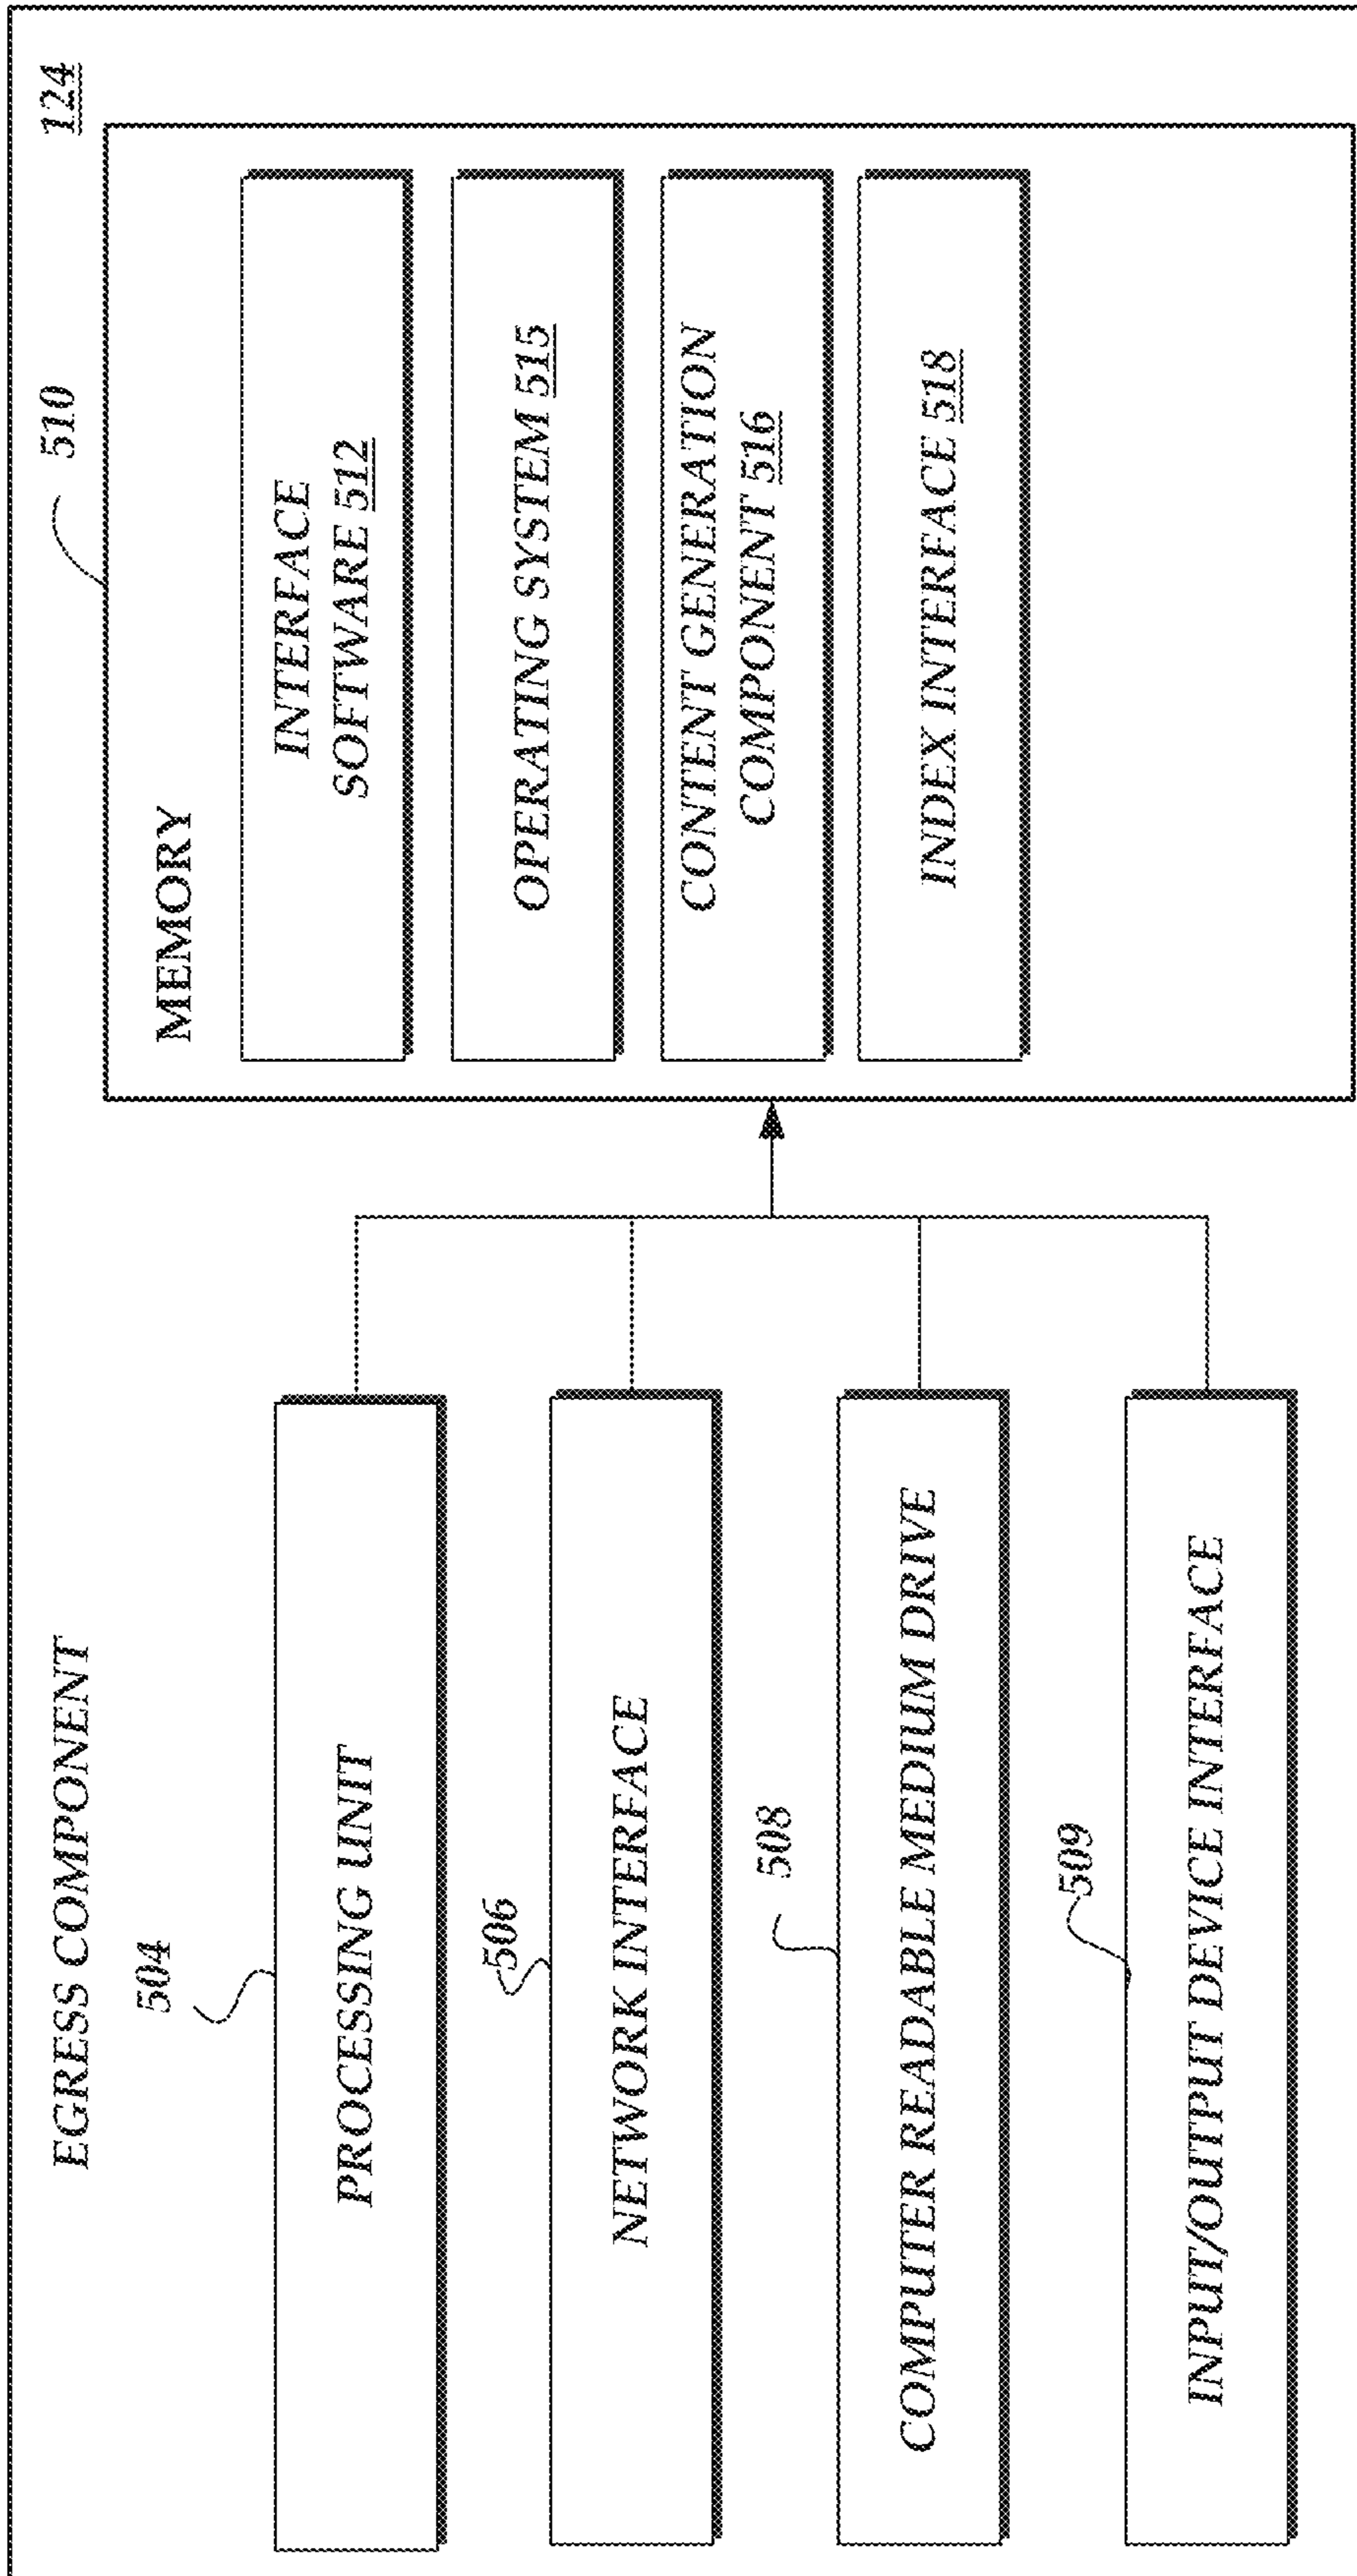 EGRESS COMPONENT
124
504
PROCESSING UNIT
506
NETWORK INTERFACE
508
COMPUTER READABLE MEDIUM DRIVE
509
INPUT/OUTPUT DEVICE INTERFACE
510
MEMORY
INTERFACE
SOFTWARE 512
OPERATING SYSTEM 515
CONTENT GENERATION
COMPONENT 516
INDEX INTERFACE 518